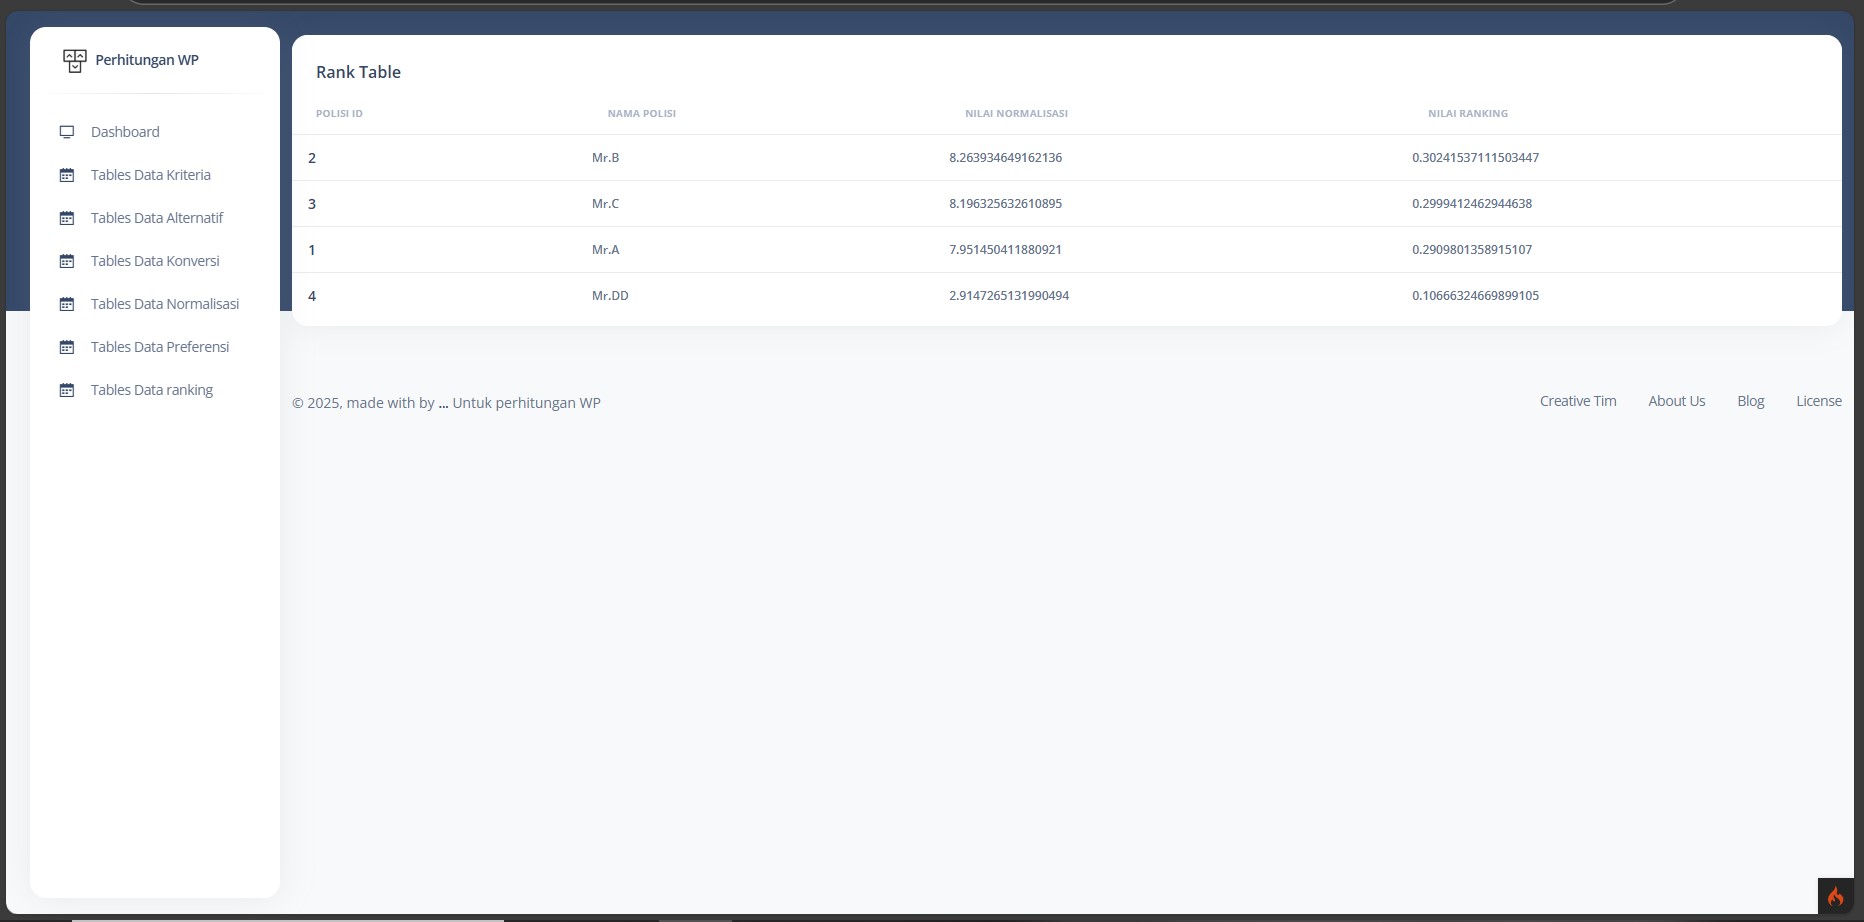 Perhitungan WP
Dashboard
Tables Data Kriteria
Tables Data Alternatif
Tables Data Konversi
Tables Data Normalisasi
Tables Data Preferensi
Tables Data ranking
Rank Table
POLISI ID NAMA POLISI NILAI NORMALISASI NILAI RANKING
2 Mr.B 8.263934649162136 0.30241537111503447
3 Mr.C 8.196325632610895 0.2999412462944638
1 Mr.A 7.951450411880921 0.2909801358915107
4 Mr.DD 2.9147265131990494 0.10666324669899105
© 2025, made with by ... Untuk perhitungan WP
Creative Tim About Us Blog License